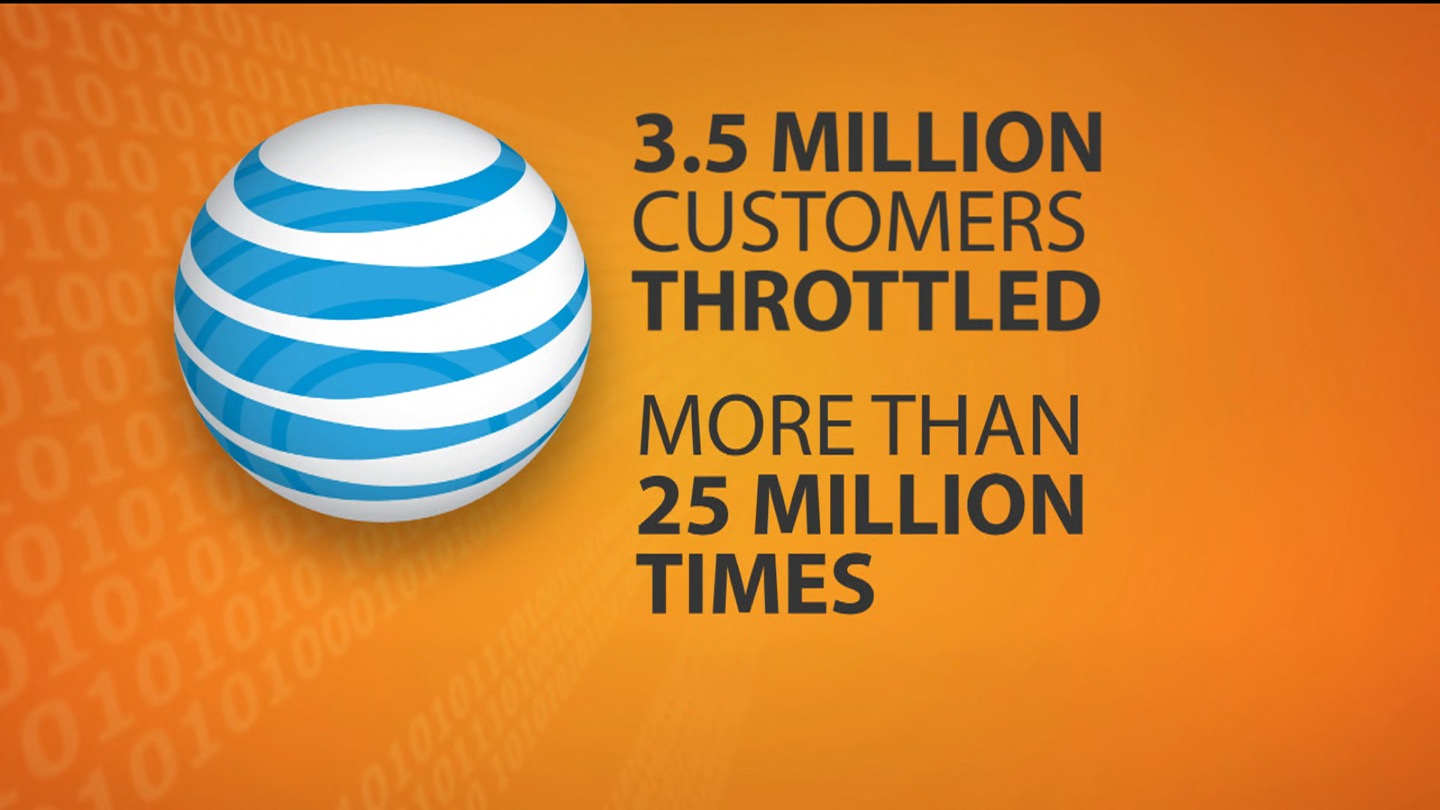 3.5 MILLION
CUSTOMERS
THROTTLED
MORE THAN
25 MILLION
TIMES